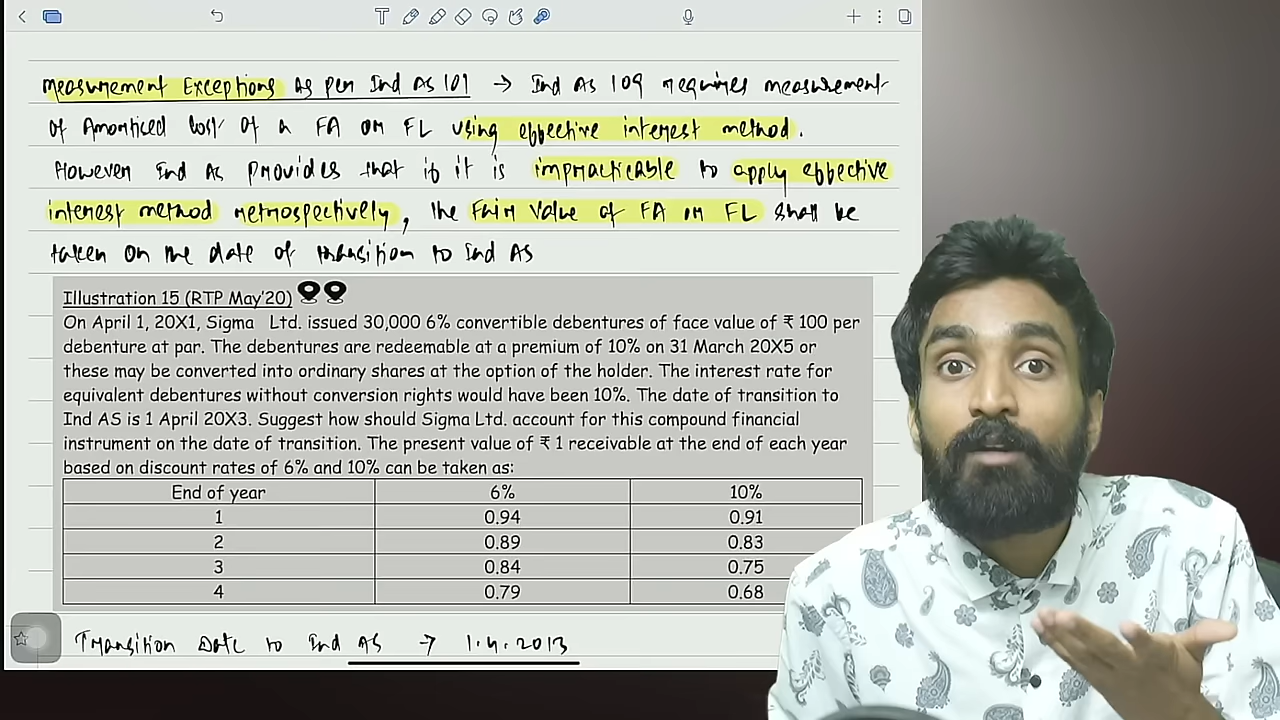 Measurement Exceptions As per Ind AS 101 → Ind AS 109 requires measurement
of Amortised Cost of a FA or FL using effective interest method.
However Ind As provides that if it is impracticable to apply effective
interest method retrospectively, the Fair Value of FA or FL shall be
taken on the date of transition to Ind AS
Illustration 15 (RTP May'20)
On April 1, 20X1, Sigma Ltd. issued 30,000 6% convertible debentures of face value of ₹ 100 per
debenture at par. The debentures are redeemable at a premium of 10% on 31 March 20X5 or
these may be converted into ordinary shares at the option of the holder. The interest rate for
equivalent debentures without conversion rights would have been 10%. The date of transition to
Ind AS is 1 April 20X3. Suggest how should Sigma Ltd. account for this compound financial
instrument on the date of transition. The present value of ₹ 1 receivable at the end of each year
based on discount rates of 6% and 10% can be taken as:
End of year 6% 10%
1 0.94 0.91
2 0.89 0.83
3 0.84 0.75
4 0.79 0.68
Transition Date to Ind AS → 1.4.2013